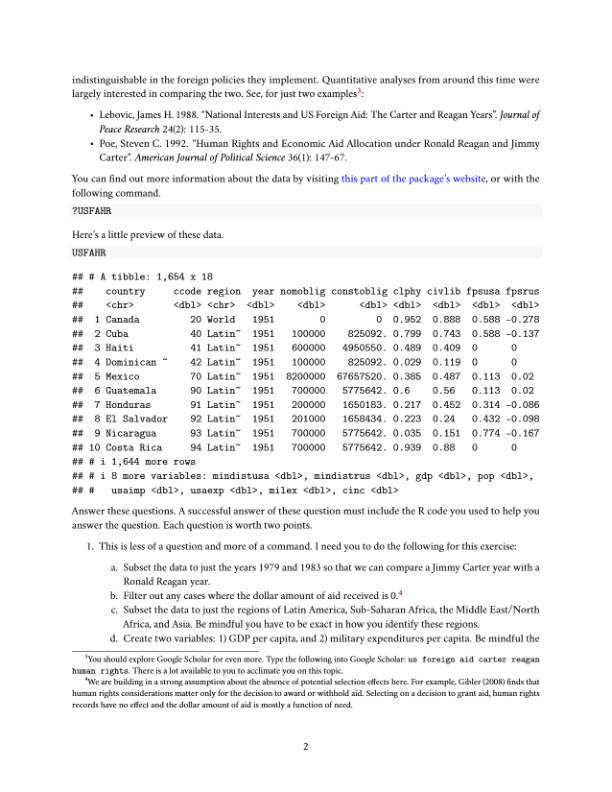 indistinguishable in the foreign policies they implement. Quantitative analyses from around this time were
largely interested in comparing the two. See, for just two examples3:
• Lebovic, James H. 1988. “National Interests and US Foreign Aid: The Carter and Reagan Years”. Journal of
Peace Research 24(2): 115-35.
• Poe, Steven C. 1992. “Human Rights and Economic Aid Allocation under Ronald Reagan and Jimmy
Carter”. American Journal of Political Science 36(1): 147-67.
You can find out more information about the data by visiting this part of the package’s website, or with the
following command.
?USFAHR
Here’s a little preview of these data.
USFAHR
## # A tibble: 1,654 x 18
## country ccode region year nomoblig constoblig clphy civlib fpsusa fpsrus
## <chr> <dbl> <chr> <dbl> <dbl> <dbl> <dbl> <dbl> <dbl> <dbl>
## 1 Canada 20 World 1951 0 0 0.952 0.888 0.588 -0.278
## 2 Cuba 40 Latin~ 1951 100000 825092. 0.799 0.743 0.588 -0.137
## 3 Haiti 41 Latin~ 1951 600000 4950550. 0.489 0.409 0 0
## 4 Dominican ~ 42 Latin~ 1951 100000 825092. 0.029 0.119 0 0
## 5 Mexico 70 Latin~ 1951 8200000 67657520. 0.385 0.487 0.113 0.02
## 6 Guatemala 90 Latin~ 1951 700000 5775642. 0.6 0.56 0.113 0.02
## 7 Honduras 91 Latin~ 1951 200000 1650183. 0.217 0.452 0.314 -0.086
## 8 El Salvador 92 Latin~ 1951 201000 1658434. 0.223 0.24 0.432 -0.098
## 9 Nicaragua 93 Latin~ 1951 700000 5775642. 0.035 0.151 0.774 -0.167
## 10 Costa Rica 94 Latin~ 1951 700000 5775642. 0.939 0.88 0 0
## # i 1,644 more rows
## # i 8 more variables: mindistusa <dbl>, mindistrus <dbl>, gdp <dbl>, pop <dbl>,
## # usaimp <dbl>, usaexp <dbl>, milex <dbl>, cinc <dbl>
Answer these questions. A successful answer of these question must include the R code you used to help you
answer the question. Each question is worth two points.
1. This is less of a question and more of a command. I need you to do the following for this exercise:
a. Subset the data to just the years 1979 and 1983 so that we can compare a Jimmy Carter year with a
Ronald Reagan year.
b. Filter out any cases where the dollar amount of aid received is 0.4
c. Subset the data to just the regions of Latin America, Sub-Saharan Africa, the Middle East/North
Africa, and Asia. Be mindful you have to be exact in how you identify these regions.
d. Create two variables: 1) GDP per capita, and 2) military expenditures per capita. Be mindful the
3You should explore Google Scholar for even more. Type the following into Google Scholar: us foreign aid carter reagan
human rights. There is a lot available to you to acclimate you on this topic.
4We are building in a strong assumption about the absence of potential selection effects here. For example, Gibler (2008) finds that
human rights considerations matter only for the decision to award or withhold aid. Selecting on a decision to grant aid, human rights
records have no effect and the dollar amount of aid is mostly a function of need.
2